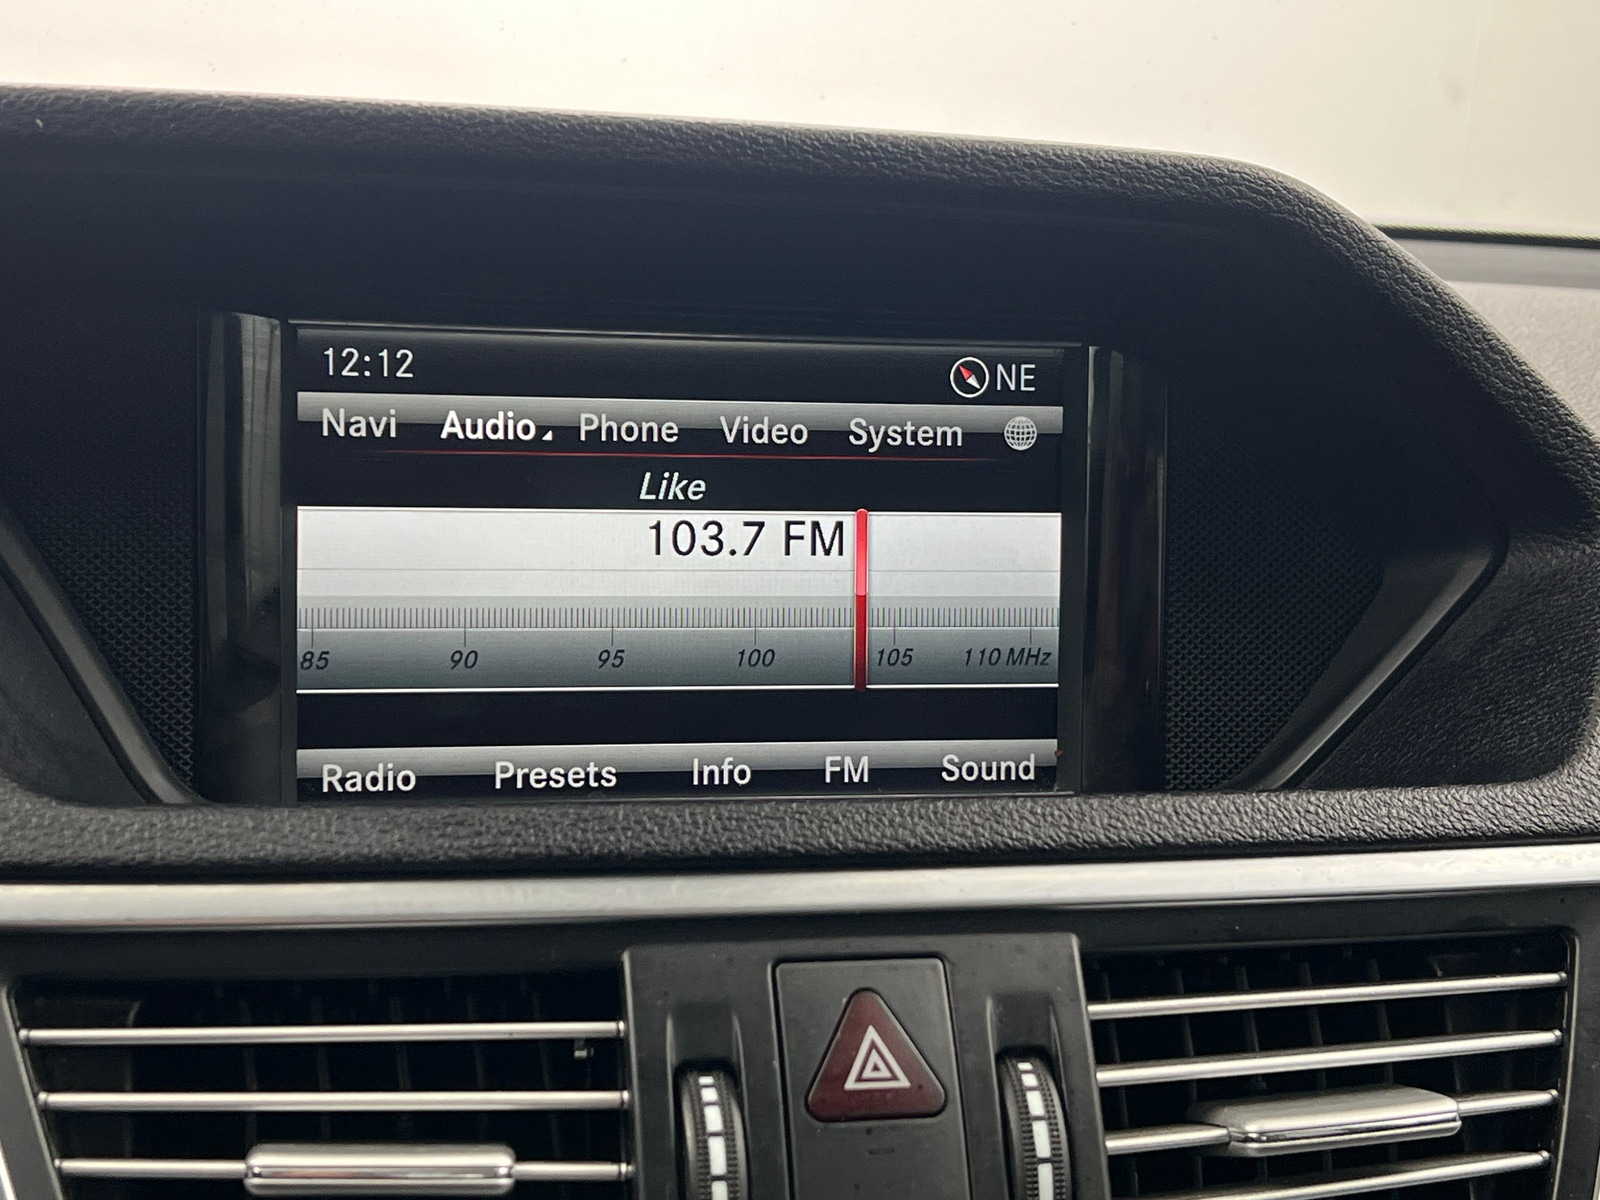 12:12 NE
Navi Audio Phone Video System
Like
103.7 FM
85 90 95 100 105 110 MHz
Radio Presets Info FM Sound